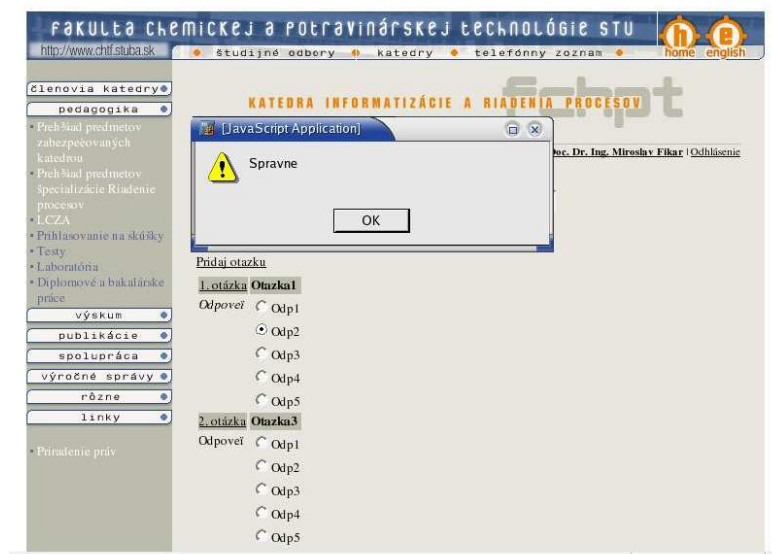 FAKULTA CHEMICKEJ A POTRAVINÁRSKEJ TECHNOLÓGIE STU
http://www.chtf.stuba.sk
študijné odbory
katedry
telefónny zoznam
home
english
členovia katedry
pedagogika
Preh¾ad predmetov
zabezpeèovaných
katedrou
Preh¾ad predmetov
špecializácie Riadenie
procesov
LCZA
Prihlasovanie na skúšky
Testy
Laboratória
Diplomové a bakalárske
práce
výskum
publikácie
spolupráca
výročné správy
rôzne
linky
Priradenie práv
fchpt
KATEDRA INFORMATIZÁCIE A RIADENIA PROCESOV
[JavaScript Application]
Spravne
OK
Doc. Dr. Ing. Miroslav Fikar | Odhlásenie
Pridaj otazku
1. otázka Otazka1
Odpoveï Odp1
Odp2
Odp3
Odp4
Odp5
2. otázka Otazka3
Odpoveï Odp1
Odp2
Odp3
Odp4
Odp5